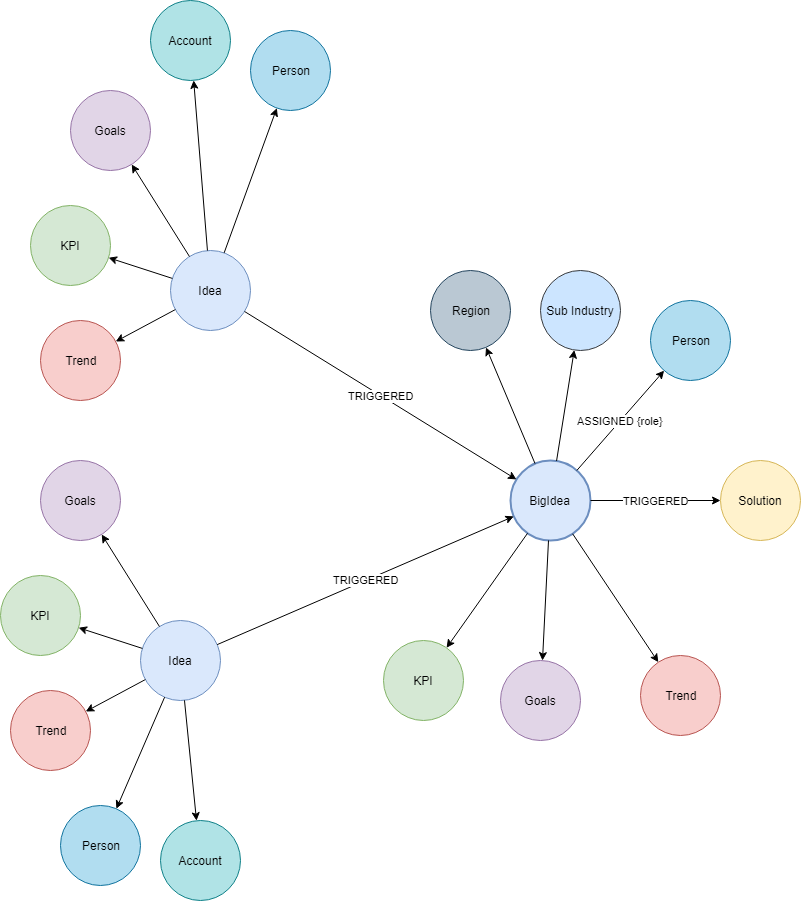 Account
Person
Goals
KPI
Idea
Trend
Region
Sub Industry
Person
TRIGGERED
ASSIGNED {role}
Goals
BigIdea
TRIGGERED
Solution
TRIGGERED
KPI
Idea
KPI
Goals
Trend
Trend
Person
Account